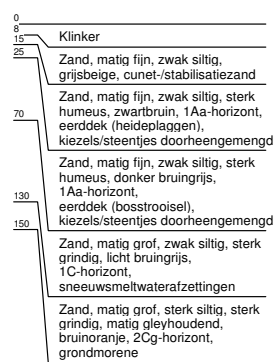 0
8
Klinker
15
Zand, matig fijn, zwak siltig,
grijsbeige, cunet-/stabilisatiezand
25
Zand, matig fijn, zwak siltig, sterk
humeus, zwartbruin, 1Aa-horizont,
eerddek (heideplaggen),
kiezels/steentjes doorheengemengd
70
Zand, matig fijn, zwak siltig, sterk
humeus, donker bruingrijs,
1Aa-horizont,
eerddek (bosstrooisel),
kiezels/steentjes doorheengemengd
130
Zand, matig grof, zwak siltig, sterk
grindig, licht bruingrijs,
1C-horizont,
sneeuwsmeltwaterafzettingen
150
Zand, matig grof, sterk siltig, sterk
grindig, matig gleyhoudend,
bruinoranje, 2Cg-horizont,
grondmorene